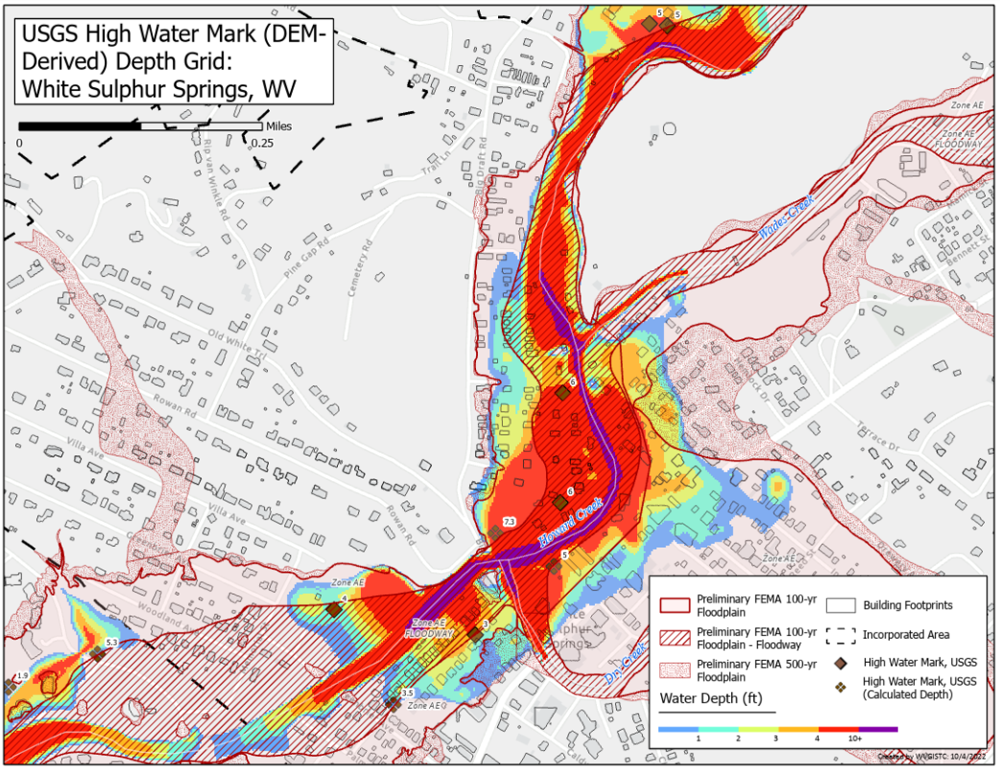 USGS High Water Mark (DEM-
Derived) Depth Grid:
White Sulphur Springs, WV
Miles
0
0.25
5
5
Zone AE
Zone AE
FLOODWAY
Rip van Winkle Rd
Trail Ln
Big Draft Rd
Wades Creek
Bennett St
Pine Gap Rd
Cemetery Rd
Old White Trl
Rowan Rd
6
Dr
Terrace Dr
Villa Ave
Villa Ave
Rowan Rd
6
7.3
Howard Creek
5
Zone AE
Zone AE
4
Woodland Ave
Zone AE
FLOODWAY
3
Springs
5.3
1.9
3.5
Zone AE
Dry Creek
Preliminary FEMA 100-yr
Floodplain
Preliminary FEMA 100-yr
Floodplain - Floodway
Preliminary FEMA 500-yr
Floodplain
Building Footprints
Incorporated Area
High Water Mark, USGS
High Water Mark, USGS
(Calculated Depth)
Water Depth (ft)
1
2
3
4
10+
Created by WVGISTC: 10/4/2022